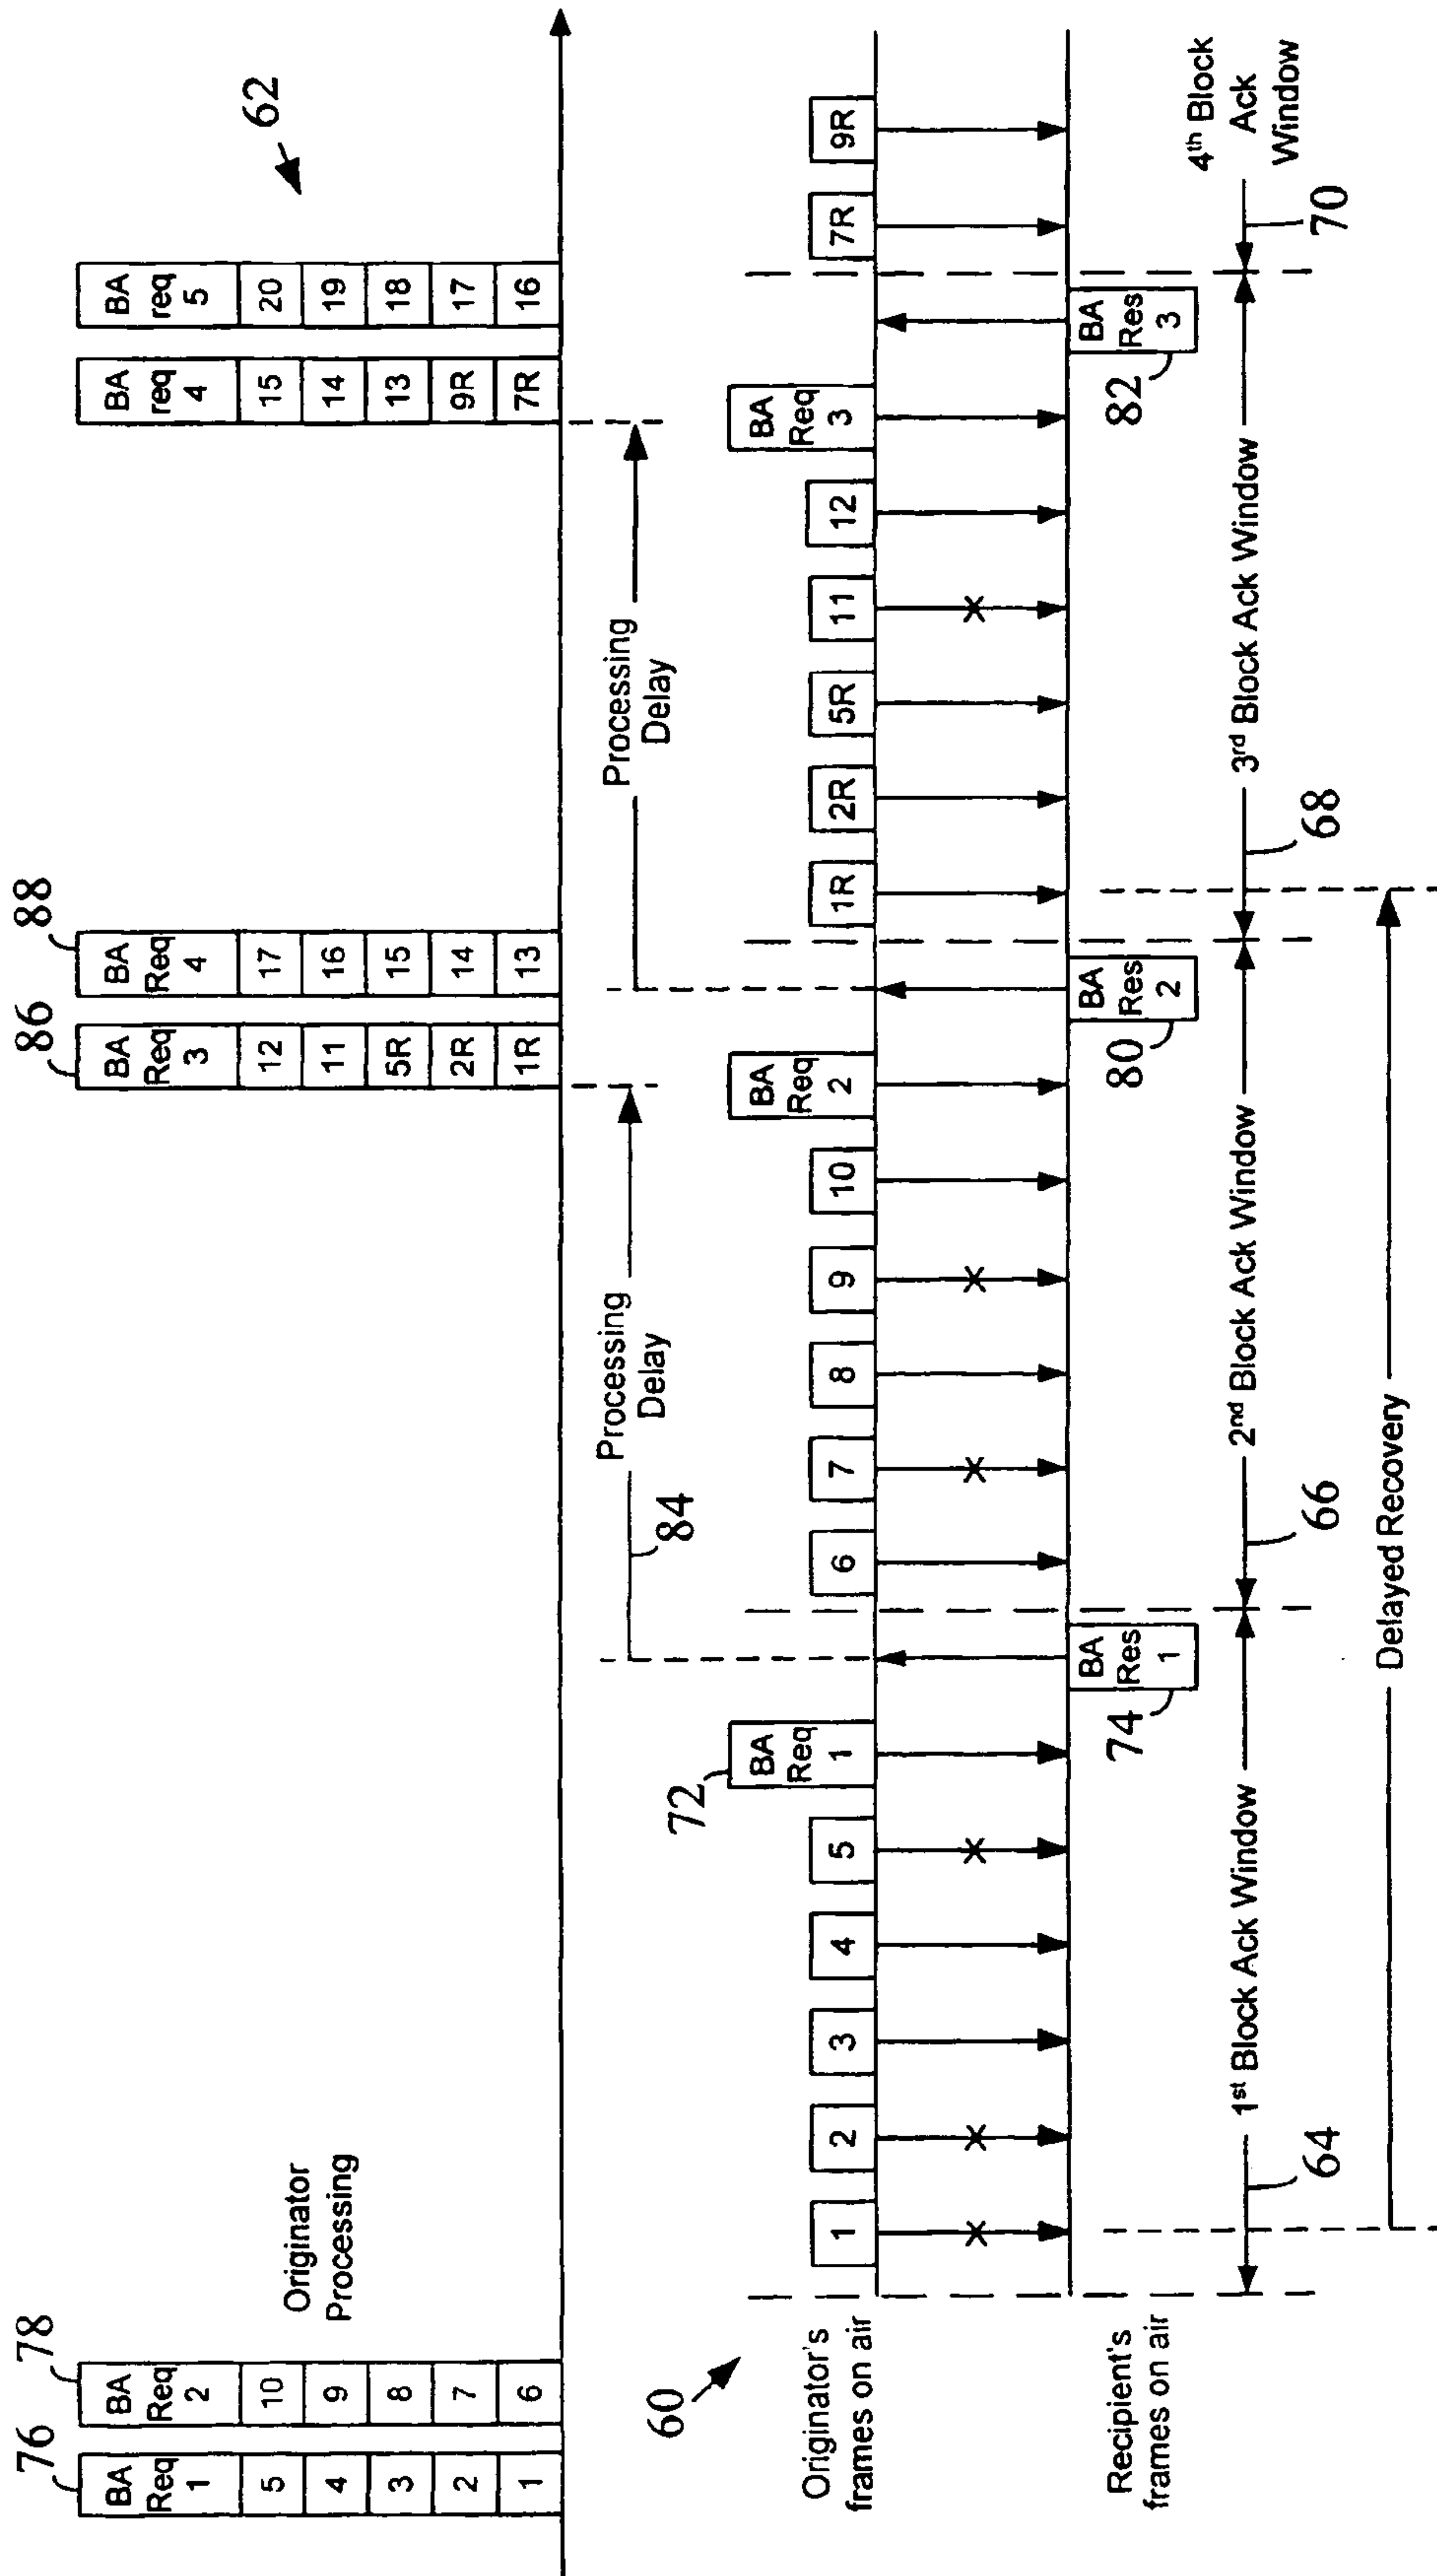 76
78
86
88
62
BA Req 1
BA Req 2
BA Req 3
BA Req 4
BA req 4
BA req 5
5
10
12
17
15
20
4
9
11
16
14
19
3
8
5R
15
13
18
2
7
2R
14
9R
17
1
6
1R
13
7R
16
Originator
Processing
84
Processing
Delay
Processing
Delay
60
72
Originator's
frames on air
1
2
3
4
5
BA Req 1
6
7
8
9
10
BA Req 2
1R
2R
5R
11
12
BA Req 3
7R
9R
Recipient's
frames on air
BA Res 1
BA Res 2
BA Res 3
74
80
82
1st Block Ack Window
2nd Block Ack Window
3rd Block Ack Window
4th Block
Ack
Window
64
66
68
70
Delayed Recovery